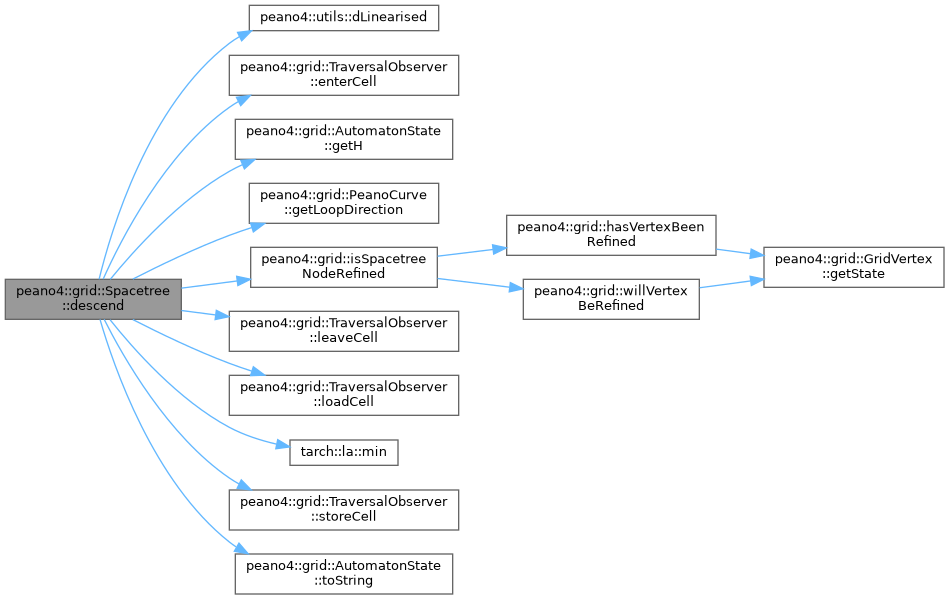 peano4::grid::Spacetree
::descend
peano4::utils::dLinearised
peano4::grid::TraversalObserver
::enterCell
peano4::grid::AutomatonState
::getH
peano4::grid::PeanoCurve
::getLoopDirection
peano4::grid::isSpacetree
NodeRefined
peano4::grid::hasVertexBeen
Refined
peano4::grid::GridVertex
::getState
peano4::grid::willVertex
BeRefined
peano4::grid::TraversalObserver
::leaveCell
peano4::grid::TraversalObserver
::loadCell
tarch::la::min
peano4::grid::TraversalObserver
::storeCell
peano4::grid::AutomatonState
::toString